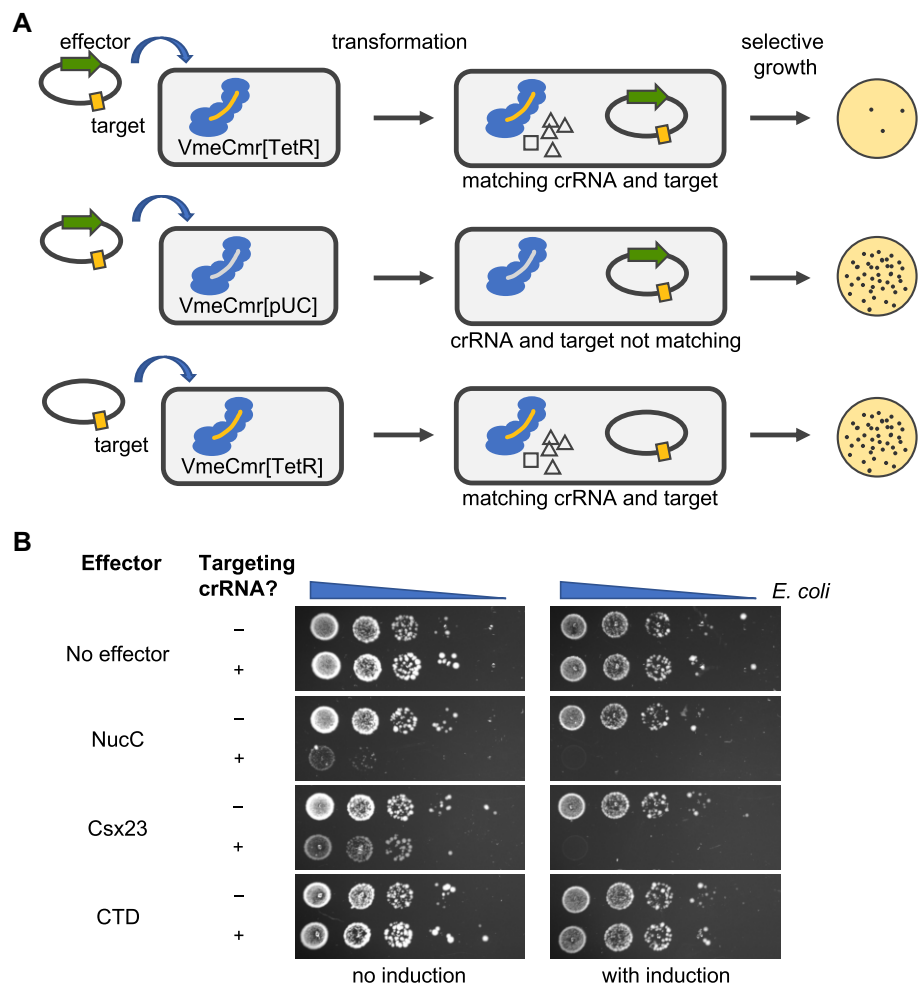 A
effector
transformation
selective
growth
target
VmeCmr[TetR]
matching crRNA and target
VmeCmr[pUC]
crRNA and target not matching
target
VmeCmr[TetR]
matching crRNA and target
B
Effector
Targeting
crRNA?
E. coli
No effector
–
+
NucC
–
+
Csx23
–
+
CTD
–
+
no induction
with induction